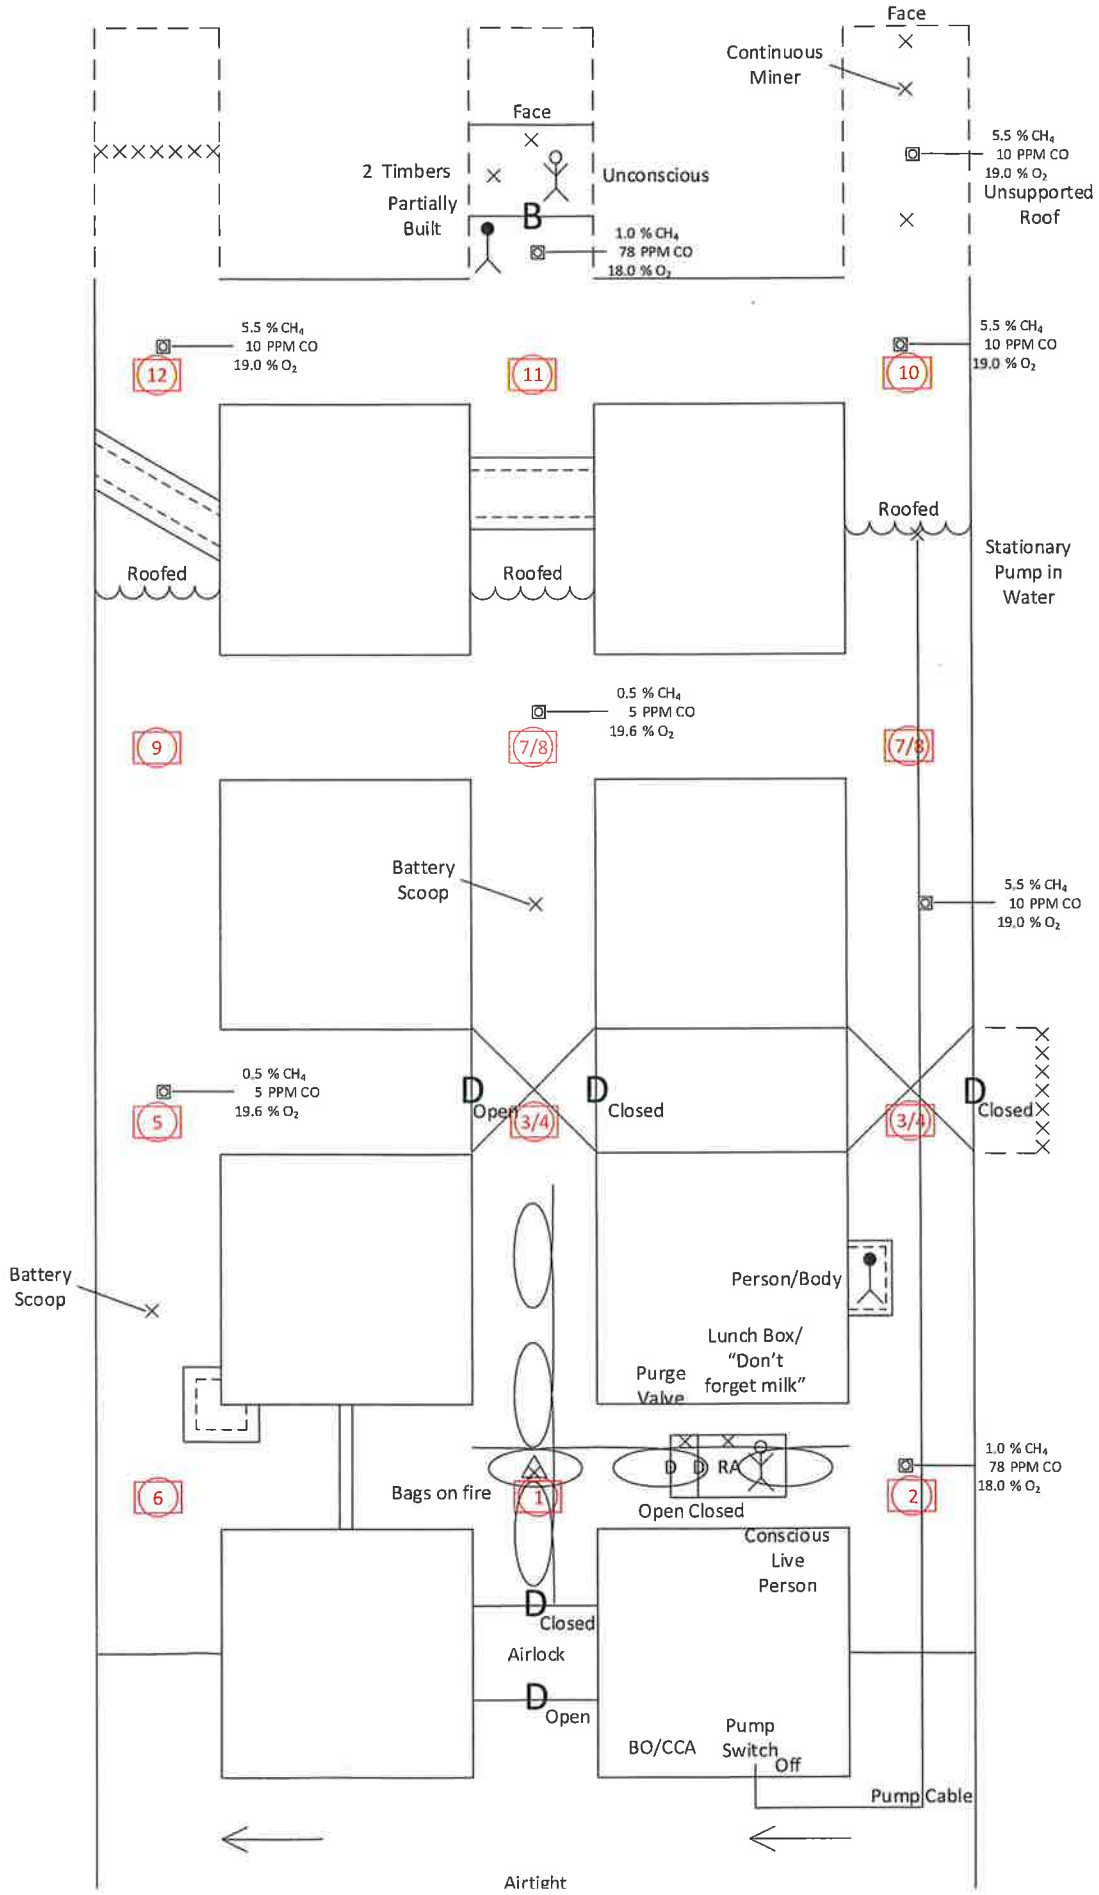 Face
Continuous
Miner
Face
5.5 % CH₄
10 PPM CO
19.0 % O₂
2 Timbers
Unconscious
Unsupported
Roof
Partially
Built
B
1.0 % CH₄
78 PPM CO
18.0 % O₂
5.5 % CH₄
10 PPM CO
19.0 % O₂
5.5 % CH₄
10 PPM CO
19.0 % O₂
12
11
10
Roofed
Stationary
Pump in
Water
Roofed
Roofed
0.5 % CH₄
5 PPM CO
19.6 % O₂
9
7/8
7/8
Battery
Scoop
5.5 % CH₄
10 PPM CO
19.0 % O₂
0.5 % CH₄
5 PPM CO
19.6 % O₂
D
Open
D
Closed
D
Closed
5
3/4
3/4
Battery
Scoop
Person/Body
Lunch Box/
“Don’t
forget milk”
Purge
Valve
1.0 % CH₄
78 PPM CO
18.0 % O₂
D
D
RA
Bags on fire
6
1
2
Open Closed
Conscious
Live
Person
D
Closed
Airlock
D
Open
BO/CCA
Pump
Switch
Off
Pump Cable
Airtight